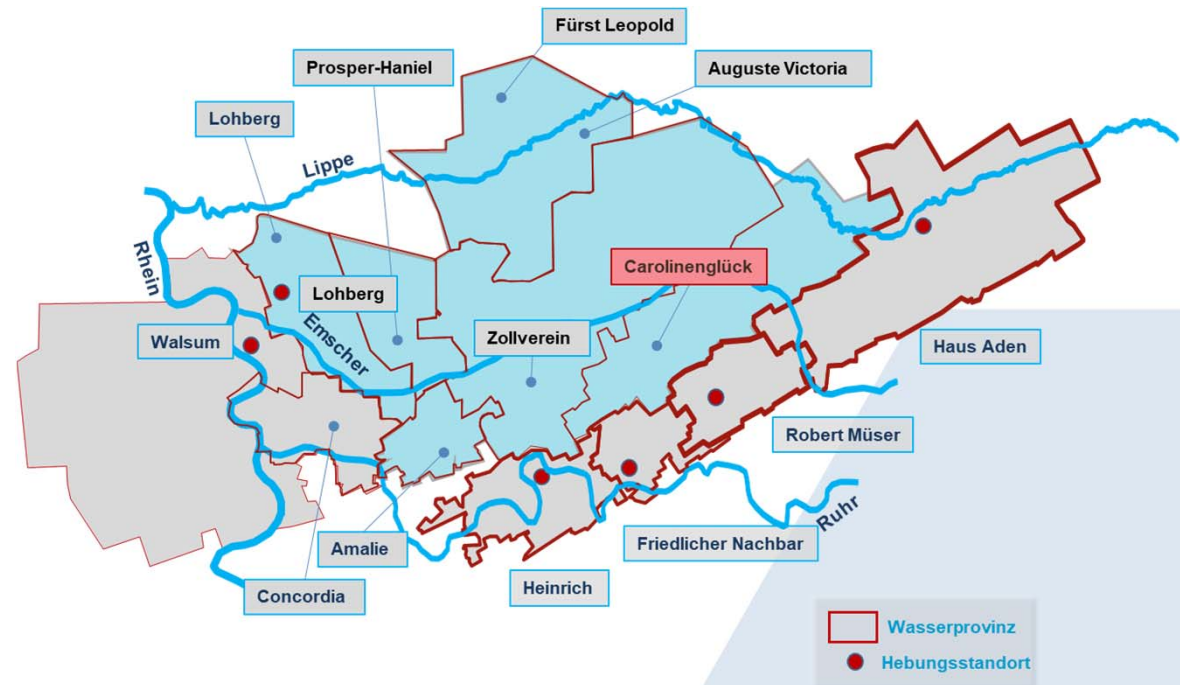 Fürst Leopold
Prosper-Haniel
Auguste Victoria
Lohberg
Lippe
Rhein
Carolinenglück
Lohberg
Emscher
Walsum
Zollverein
Haus Aden
Robert Müser
Ruhr
Amalie
Friedlicher Nachbar
Heinrich
Concordia
Wasserprovinz
Hebungsstandort